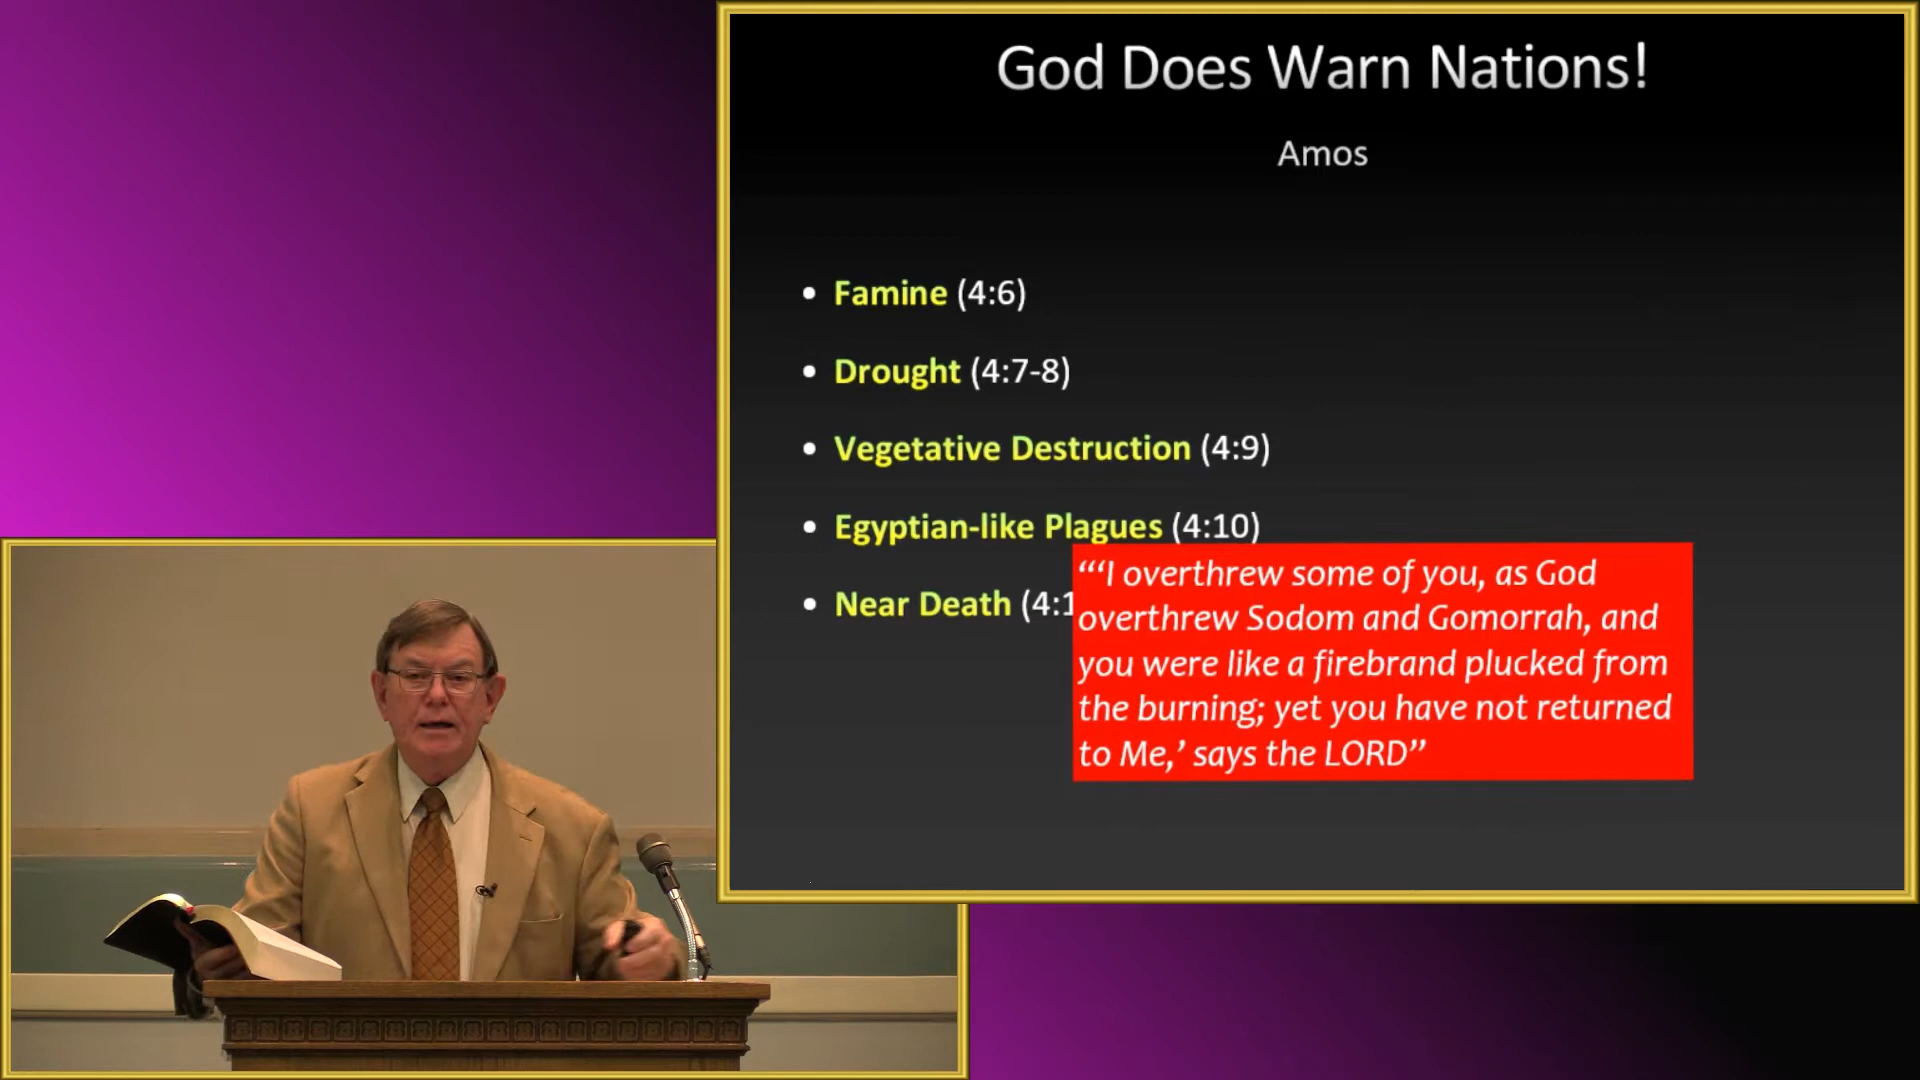 God Does Warn Nations!
Amos
• Famine (4:6)
• Drought (4:7-8)
• Vegetative Destruction (4:9)
• Egyptian-like Plagues (4:10)
• Near Death (4:1
“‘I overthrew some of you, as God
overthrew Sodom and Gomorrah, and
you were like a firebrand plucked from
the burning; yet you have not returned
to Me,’ says the LORD”